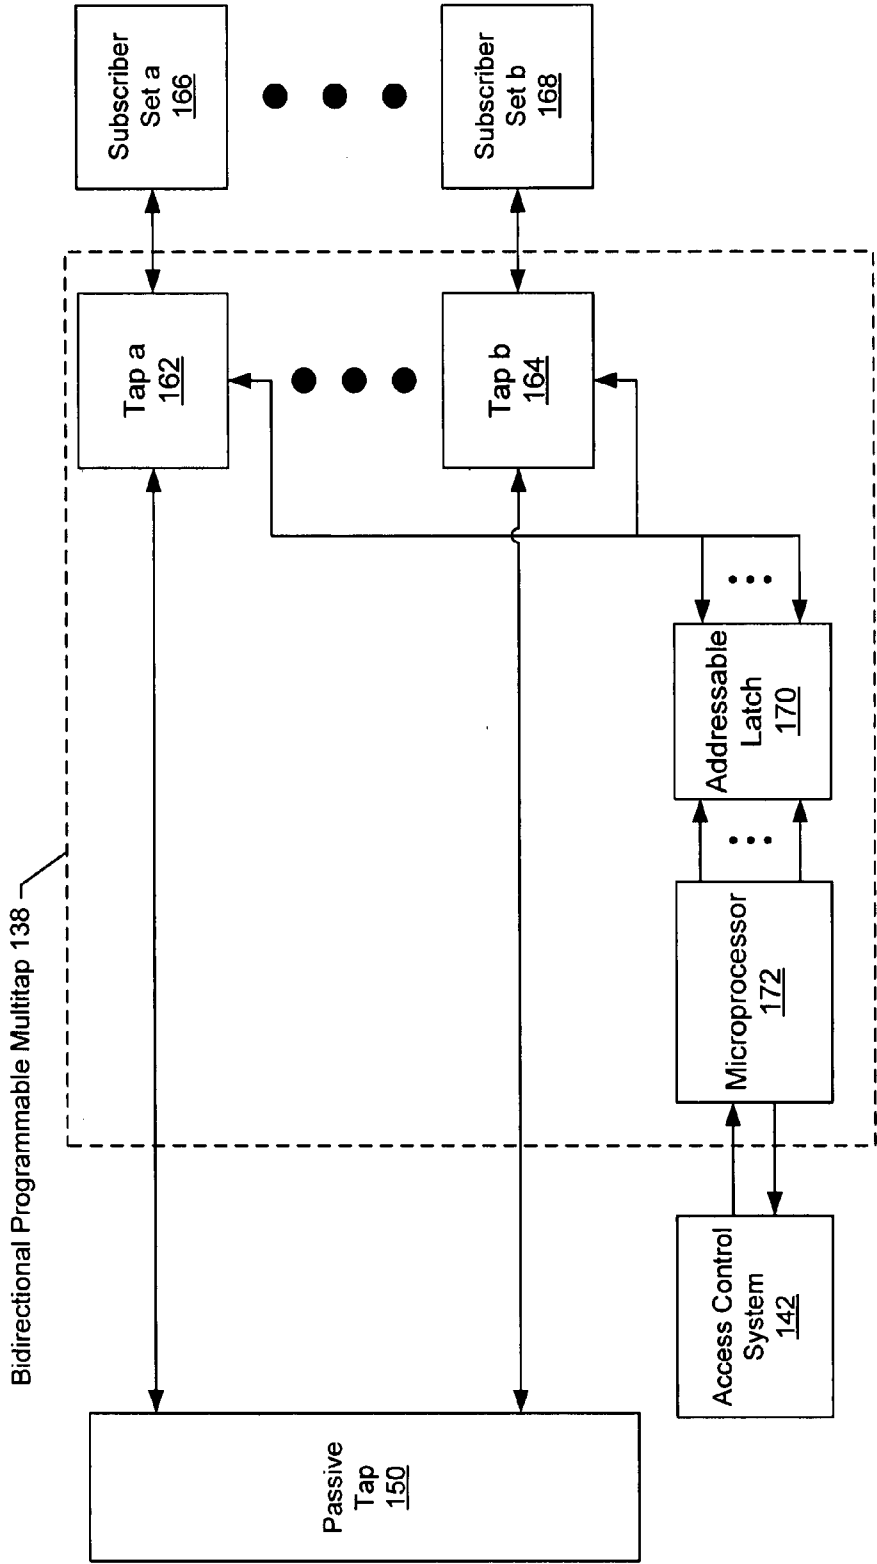 Bidirectional Programmable Multitap 138
Passive
Tap
150
Tap a
162
Subscriber
Set a
166
Tap b
164
Subscriber
Set b
168
Access Control
System
142
Microprocessor
172
Addressable
Latch
170